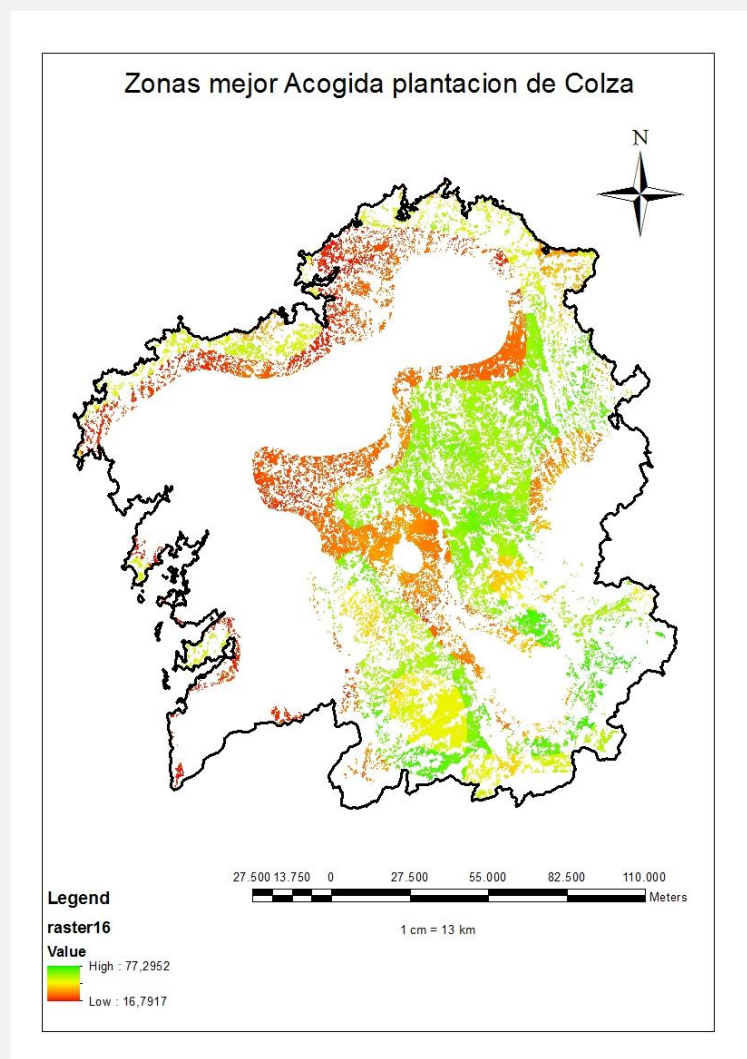 Zonas mejor Acogida plantacion de Colza
N
27.500 13.750 0 27.500 55.000 82.500 110.000
Meters
1 cm = 13 km
Legend
raster16
Value
High : 77,2952
Low : 16,7917